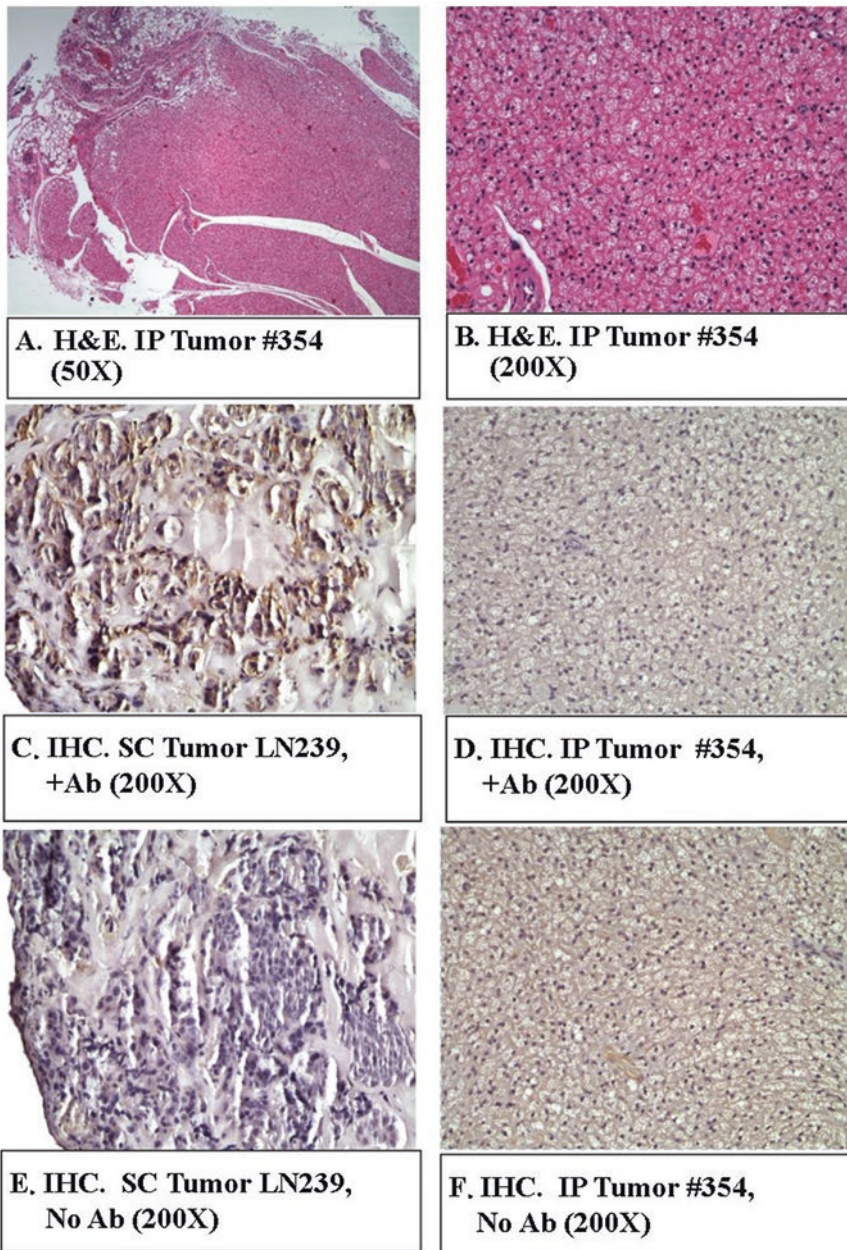 A. H&E. IP Tumor #354
(50X)
B. H&E. IP Tumor #354
(200X)
C. IHC. SC Tumor LN239,
+Ab (200X)
D. IHC. IP Tumor #354,
+Ab (200X)
E. IHC. SC Tumor LN239,
No Ab (200X)
F. IHC. IP Tumor #354,
No Ab (200X)